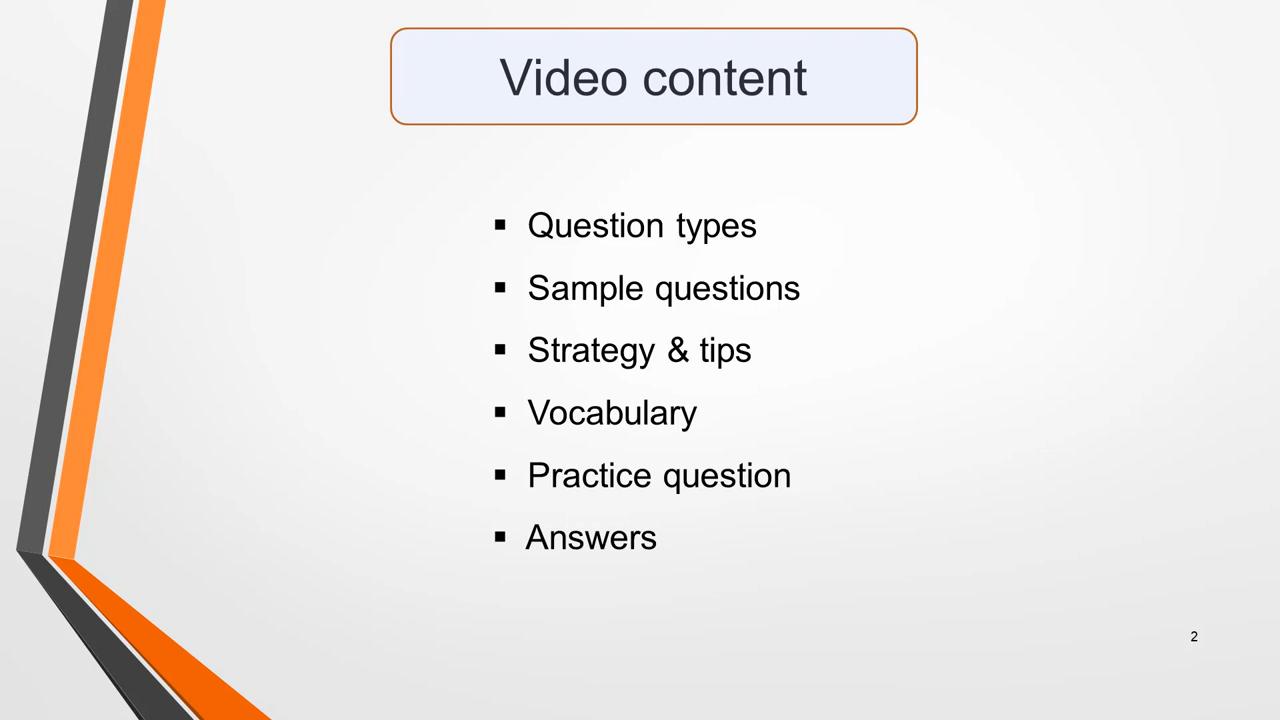 Video content
▪ Question types
▪ Sample questions
▪ Strategy & tips
▪ Vocabulary
▪ Practice question
▪ Answers
2